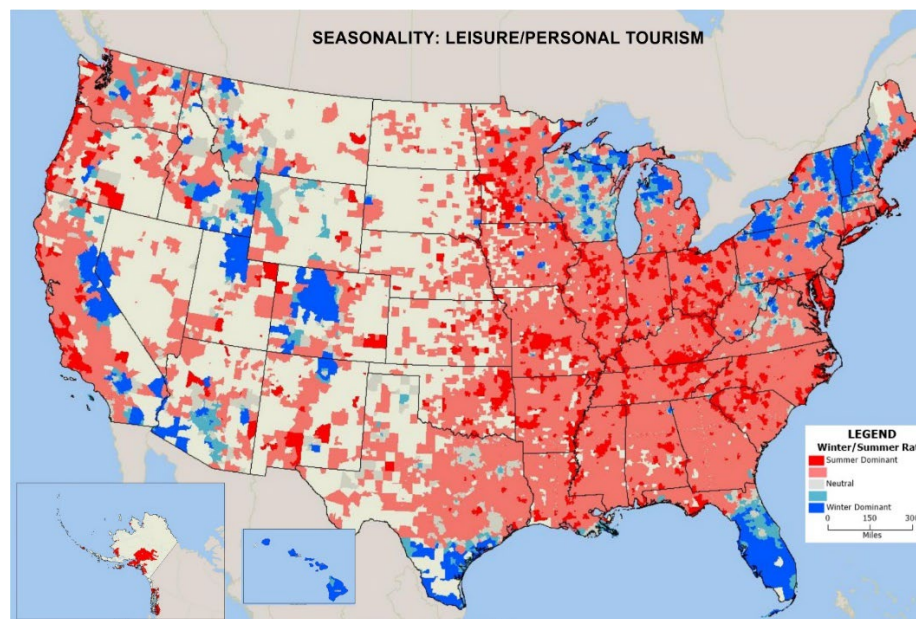 SEASONALITY: LEISURE/PERSONAL TOURISM
LEGEND
Winter/Summer Rat
Summer Dominant
Neutral
Winter Dominant
0 150 300
Miles